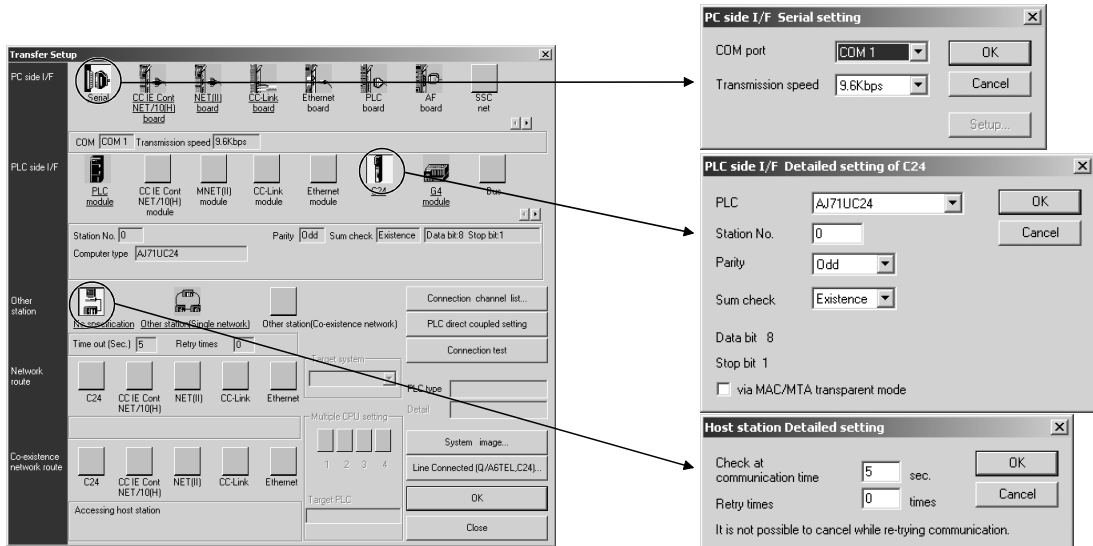 Transfer Setup
PC side I/F
Serial
CC IE Cont NET/10(H) board
NET(II) board
CC-Link board
Ethernet board
PLC board
AF board
SSC net
COM COM 1 Transmission speed 9.6Kbps
PLC side I/F
PLC module
CC IE Cont NET/10(H) module
MNET(II) module
CC-Link module
Ethernet module
C24
G4 module
Bus
Station No. 0 Parity Odd Sum check Existence Data bit:8 Stop bit:1
Computer type AJ71UC24
Other station
No specification
Other station(Single network)
Other station(Co-existence network)
Time out (Sec.) 5 Retry times 0
Network route
C24
CC IE Cont NET/10(H)
NET(II)
CC-Link
Ethernet
Co-existence network route
C24
CC IE Cont NET/10(H)
NET(II)
CC-Link
Ethernet
Accessing host station
Target system
Multiple CPU setting
1 2 3 4
Target PLC
Connection channel list...
PLC direct coupled setting
Connection test
PLC type
Detail
System image...
Line Connected (Q/A6TEL,C24)...
OK
Close
PC side I/F Serial setting
COM port COM 1 OK
Transmission speed 9.6Kbps Cancel
Setup...
PLC side I/F Detailed setting of C24
PLC AJ71UC24 OK
Station No. 0 Cancel
Parity Odd
Sum check Existence
Data bit 8
Stop bit 1
via MAC/MTA transparent mode
Host station Detailed setting
Check at communication time 5 sec. OK
Retry times 0 times Cancel
It is not possible to cancel while re-trying communication.